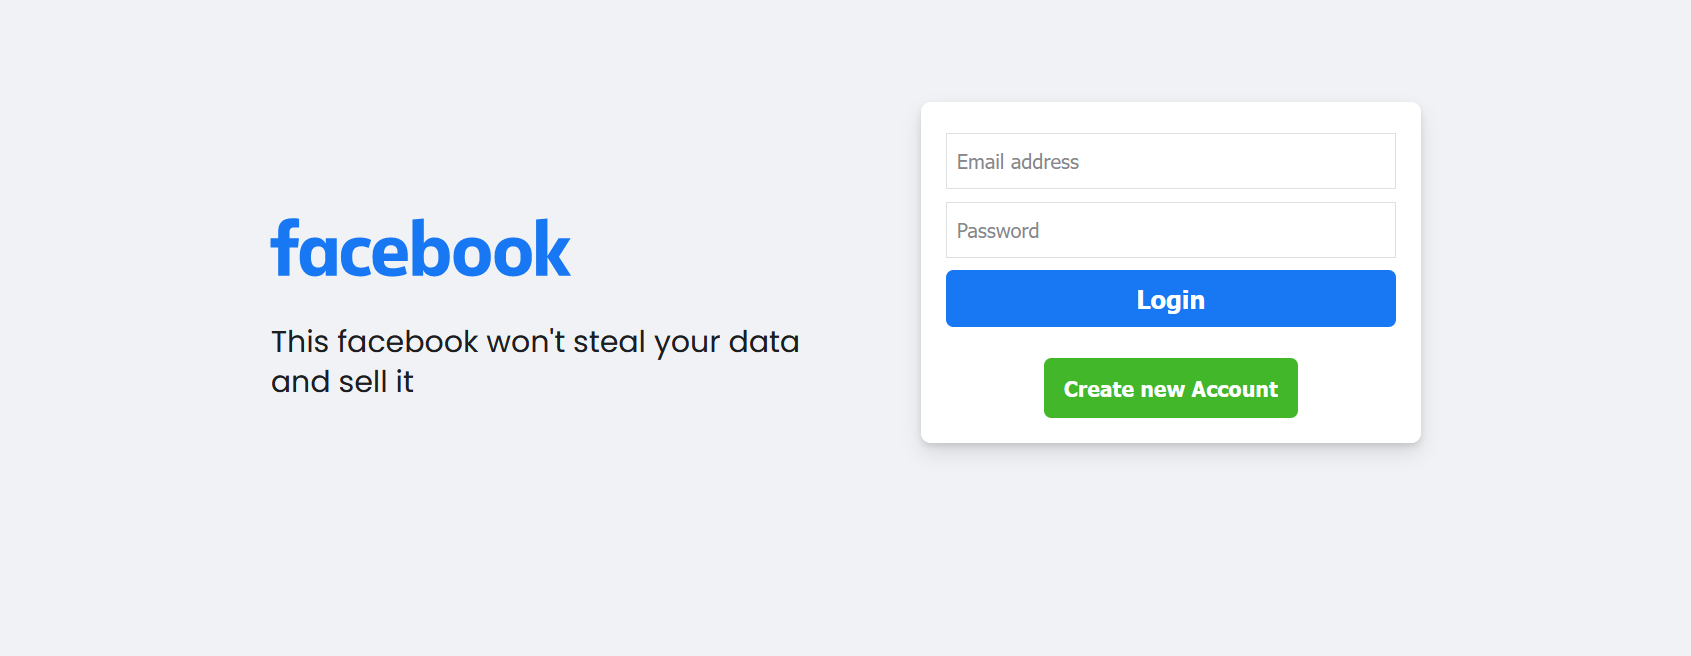 facebook
This facebook won't steal your data
and sell it
Email address
Password
Login
Create new Account